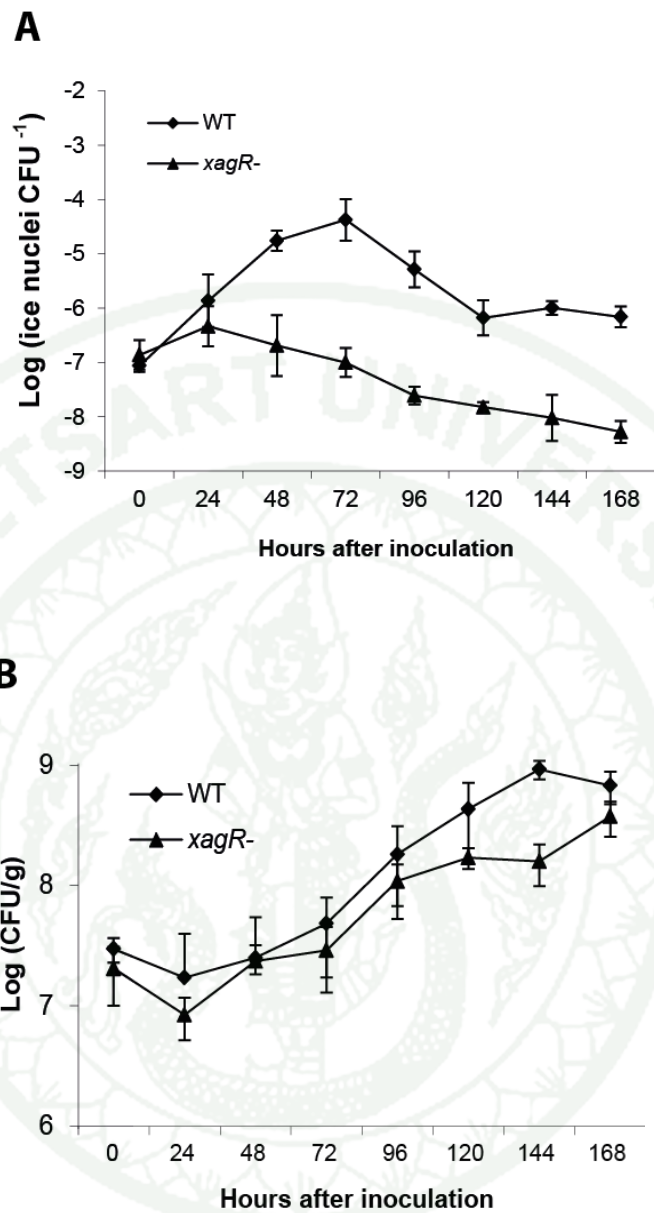 A
-2
-3
-4
-5
-6
-7
-8
-9
WT
xagR-
Log (ice nuclei CFU -1)
0 24 48 72 96 120 144 168
Hours after inoculation
B
9
8
7
6
WT
xagR-
Log (CFU/g)
0 24 48 72 96 120 144 168
Hours after inoculation